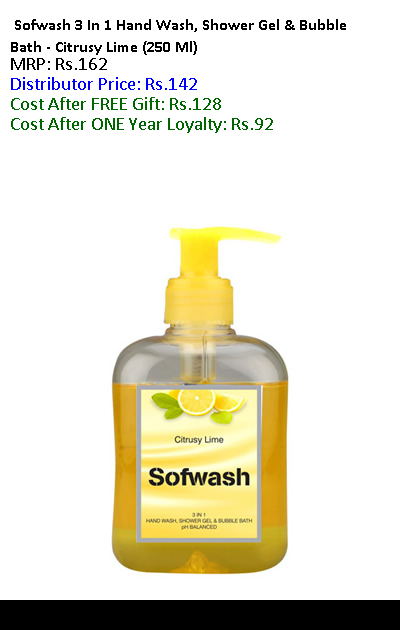 Sofwash 3 In 1 Hand Wash, Shower Gel & Bubble
Bath - Citrusy Lime (250 Ml)
MRP: Rs.162
Distributor Price: Rs.142
Cost After FREE Gift: Rs.128
Cost After ONE Year Loyalty: Rs.92
Citrusy Lime
Sofwash
3 IN 1
HAND WASH, SHOWER GEL & BUBBLE BATH
pH BALANCED